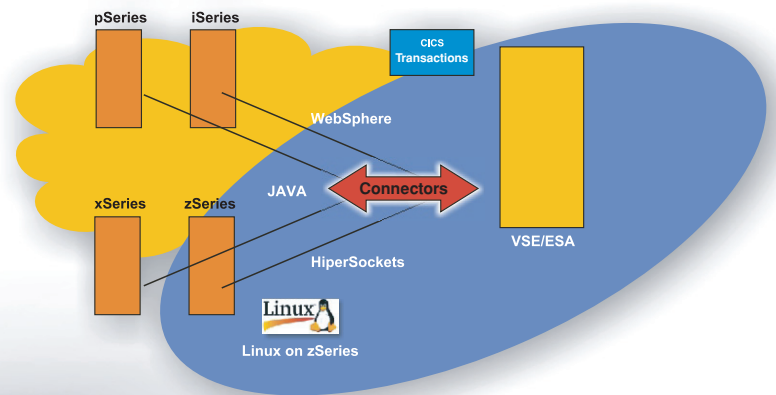 pSeries
iSeries
CICS
Transactions
WebSphere
JAVA
Connectors
xSeries
zSeries
VSE/ESA
HiperSockets
Linux
Linux on zSeries